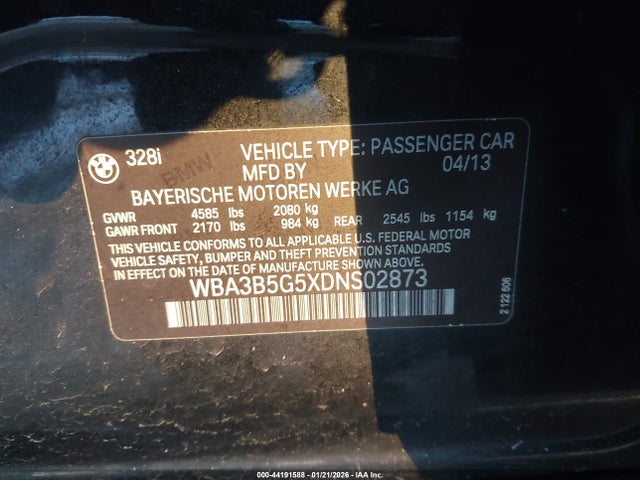 BMW
328i VEHICLE TYPE: PASSENGER CAR
MFD BY 04/13
BAYERISCHE MOTOREN WERKE AG
GVWR 4585 lbs 2080 kg
GAWR FRONT 2170 lbs 984 kg REAR 2545 lbs 1154 kg
THIS VEHICLE CONFORMS TO ALL APPLICABLE U.S. FEDERAL MOTOR
VEHICLE SAFETY, BUMPER AND THEFT PREVENTION STANDARDS
IN EFFECT ON THE DATE OF MANUFACTURE SHOWN ABOVE.
WBA3B5G5XDNS02873
2 122 606
000-44191588 - 01/21/2026 - IAA Inc.